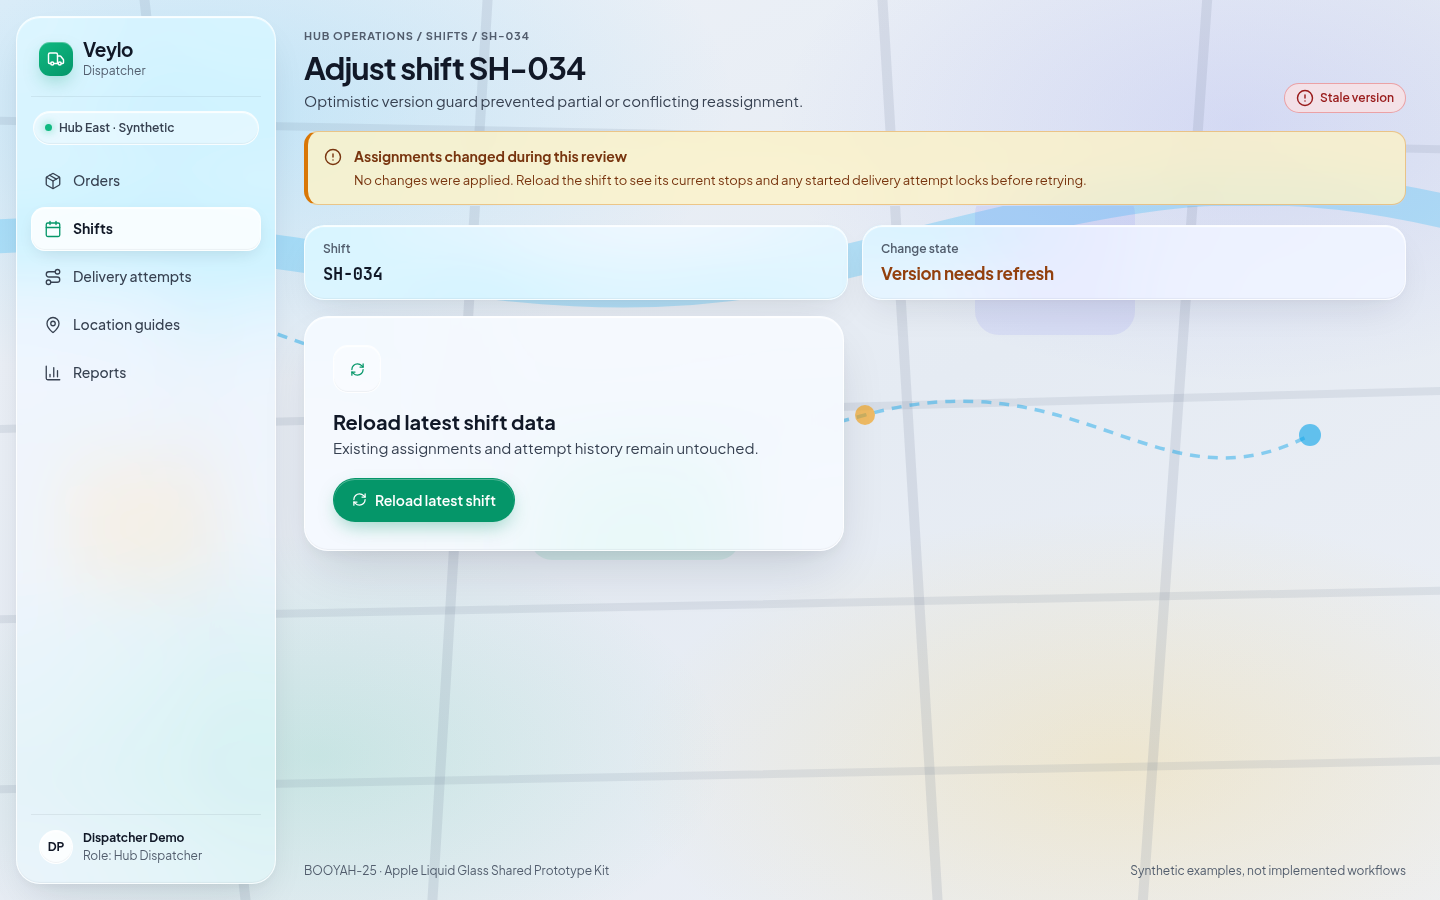 Veylo
Dispatcher
Hub East · Synthetic
Orders
Shifts
Delivery attempts
Location guides
Reports
DP
Dispatcher Demo
Role: Hub Dispatcher
HUB OPERATIONS / SHIFTS / SH-034
Adjust shift SH-034
Optimistic version guard prevented partial or conflicting reassignment.
Stale version
Assignments changed during this review
No changes were applied. Reload the shift to see its current stops and any started delivery attempt locks before retrying.
Shift
SH-034
Change state
Version needs refresh
Reload latest shift data
Existing assignments and attempt history remain untouched.
Reload latest shift
BOOYAH-25 · Apple Liquid Glass Shared Prototype Kit
Synthetic examples, not implemented workflows